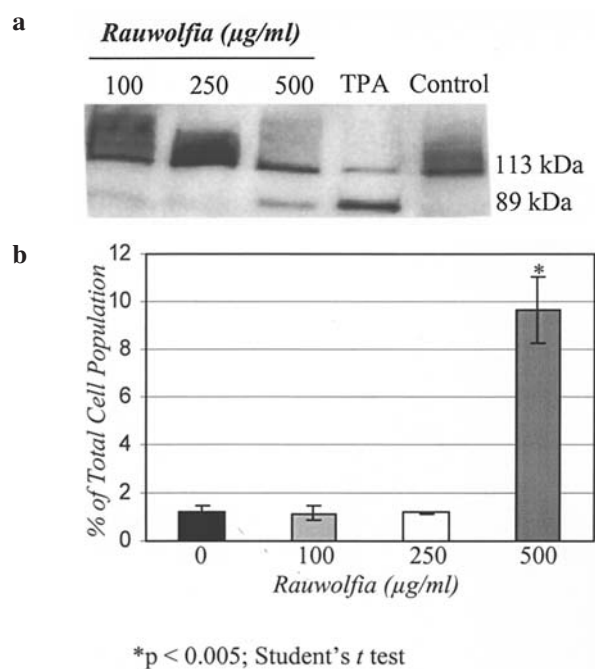 a
Rauwolfia (µg/ml)
100 250 500 TPA Control
113 kDa
89 kDa
b
12
10
8
6
4
2
0
% of Total Cell Population
*
0 100 250 500
Rauwolfia (µg/ml)
*p < 0.005; Student's t test